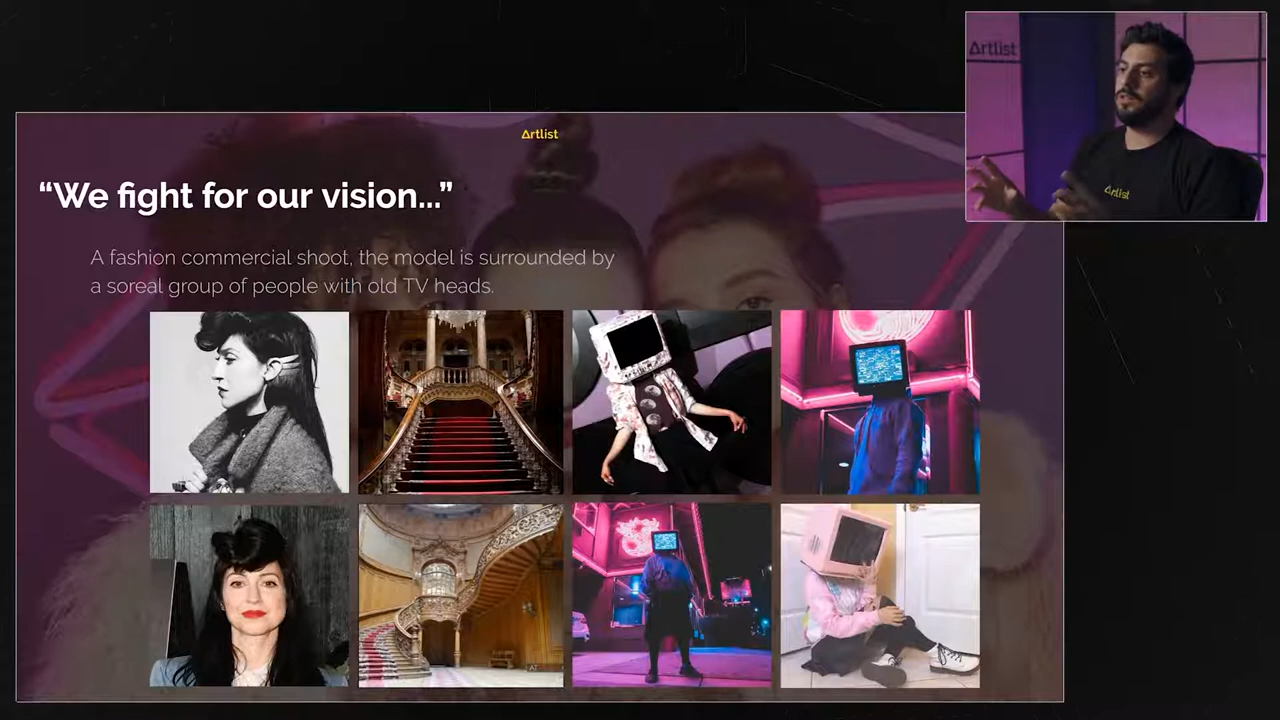 Artlist
Artlist
"We fight for our vision..."
Artlist
A fashion commercial shoot, the model is surrounded by
a soreal group of people with old TV heads.